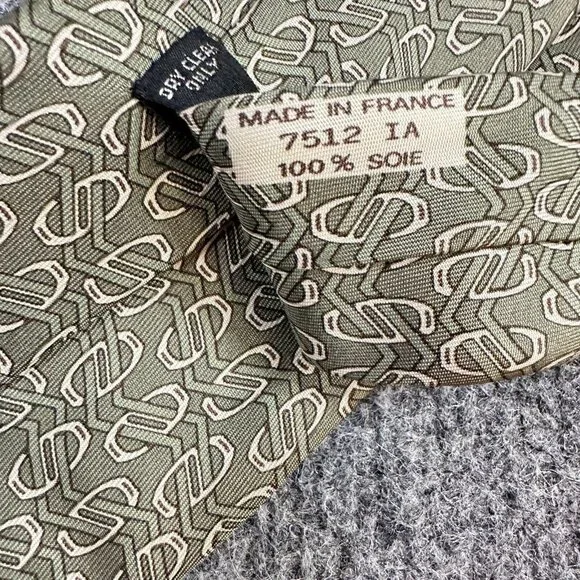 DRY CLEAN
ONLY
MADE IN FRANCE
7512 IA
100% SOIE